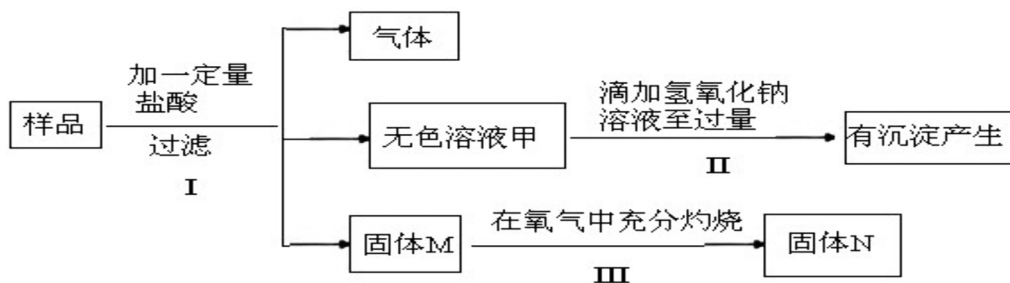 气体
加一定量
盐酸
样品
过滤
I
无色溶液甲
滴加氢氧化钠
溶液至过量
II
有沉淀产生
固体M
在氧气中充分灼烧
III
固体N